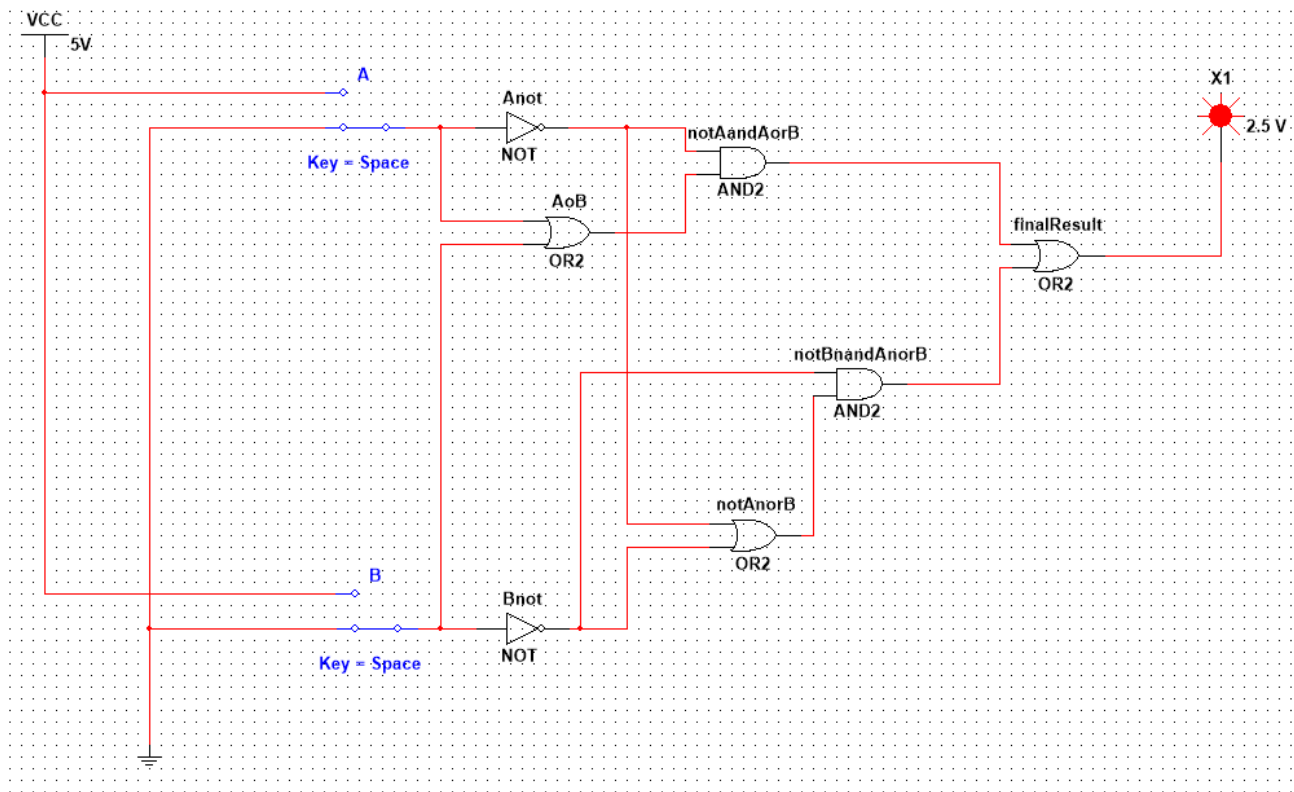 VCC
5V
A
Key = Space
Anot
NOT
AoB
OR2
notAandAorB
AND2
X1
2.5 V
finalResult
OR2
notBnandAnorB
AND2
notAnorB
OR2
B
Key = Space
Bnot
NOT